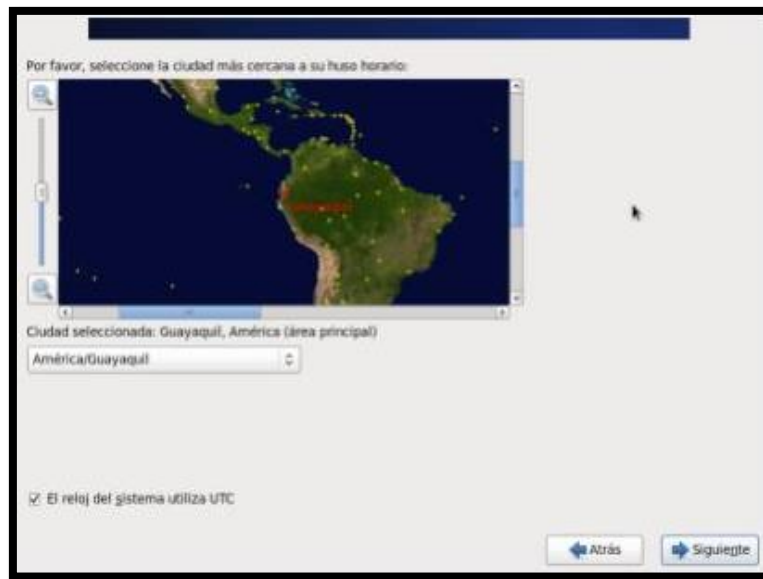 Por favor, seleccione la ciudad más cercana a su huso horario:
Ciudad seleccionada: Guayaquil, América (área principal)
América/Guayaquil
El reloj del sistema utiliza UTC
Atrás
Siguiente